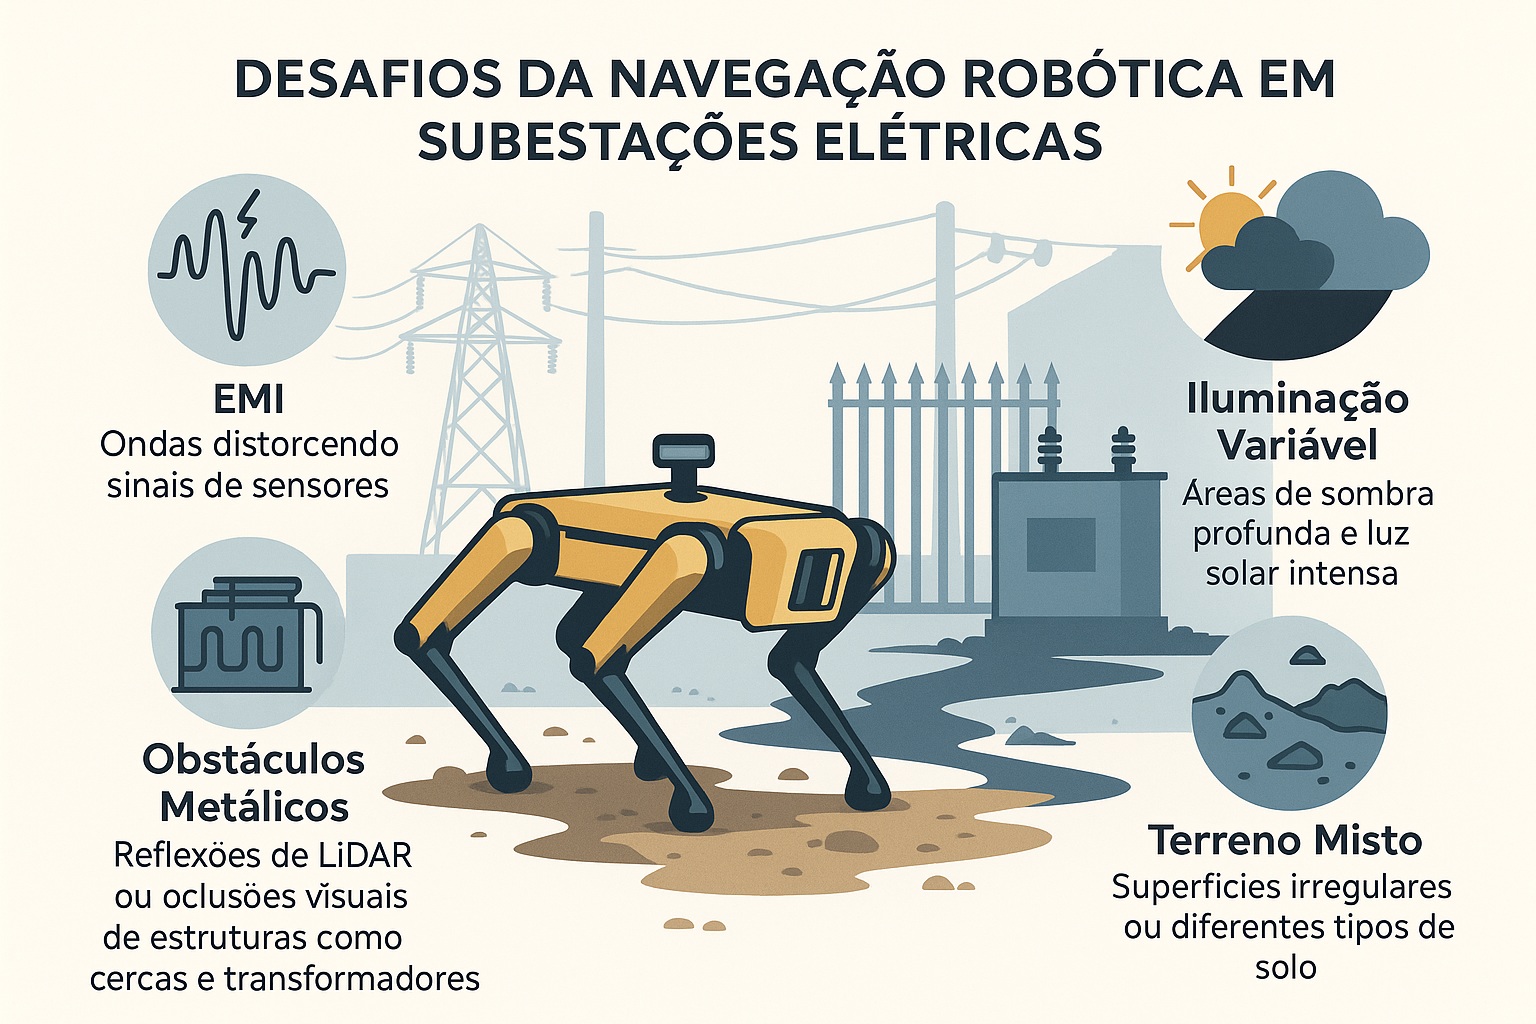 DESAFIOS DA NAVEGAÇÃO ROBÓTICA EM
SUBESTAÇÕES ELÉTRICAS
EMI
Ondas distorcendo
sinais de sensores
Obstáculos
Metálicos
Reflexões de LiDAR
ou oclusões visuais
de estruturas como
cercas e transformadores
Iluminação
Variável
Áreas de sombra
profunda e luz
solar intensa
Terreno Misto
Superficies irregulares
ou diferentes tipos de
solo